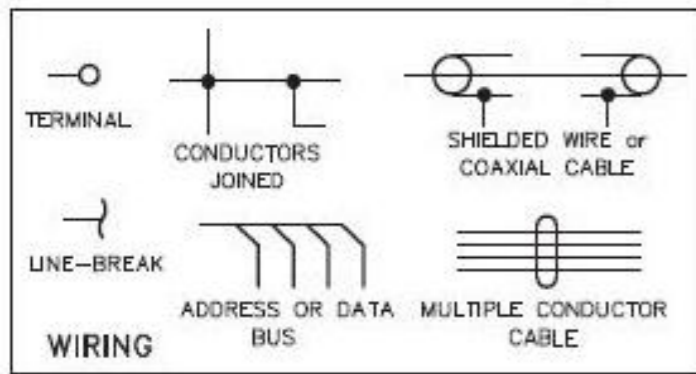 TERMINAL
CONDUCTORS
JOINED
SHIELDED WIRE or
COAXIAL CABLE
LINE-BREAK
ADDRESS OR DATA
BUS
MULTIPLE CONDUCTOR
CABLE
WIRING